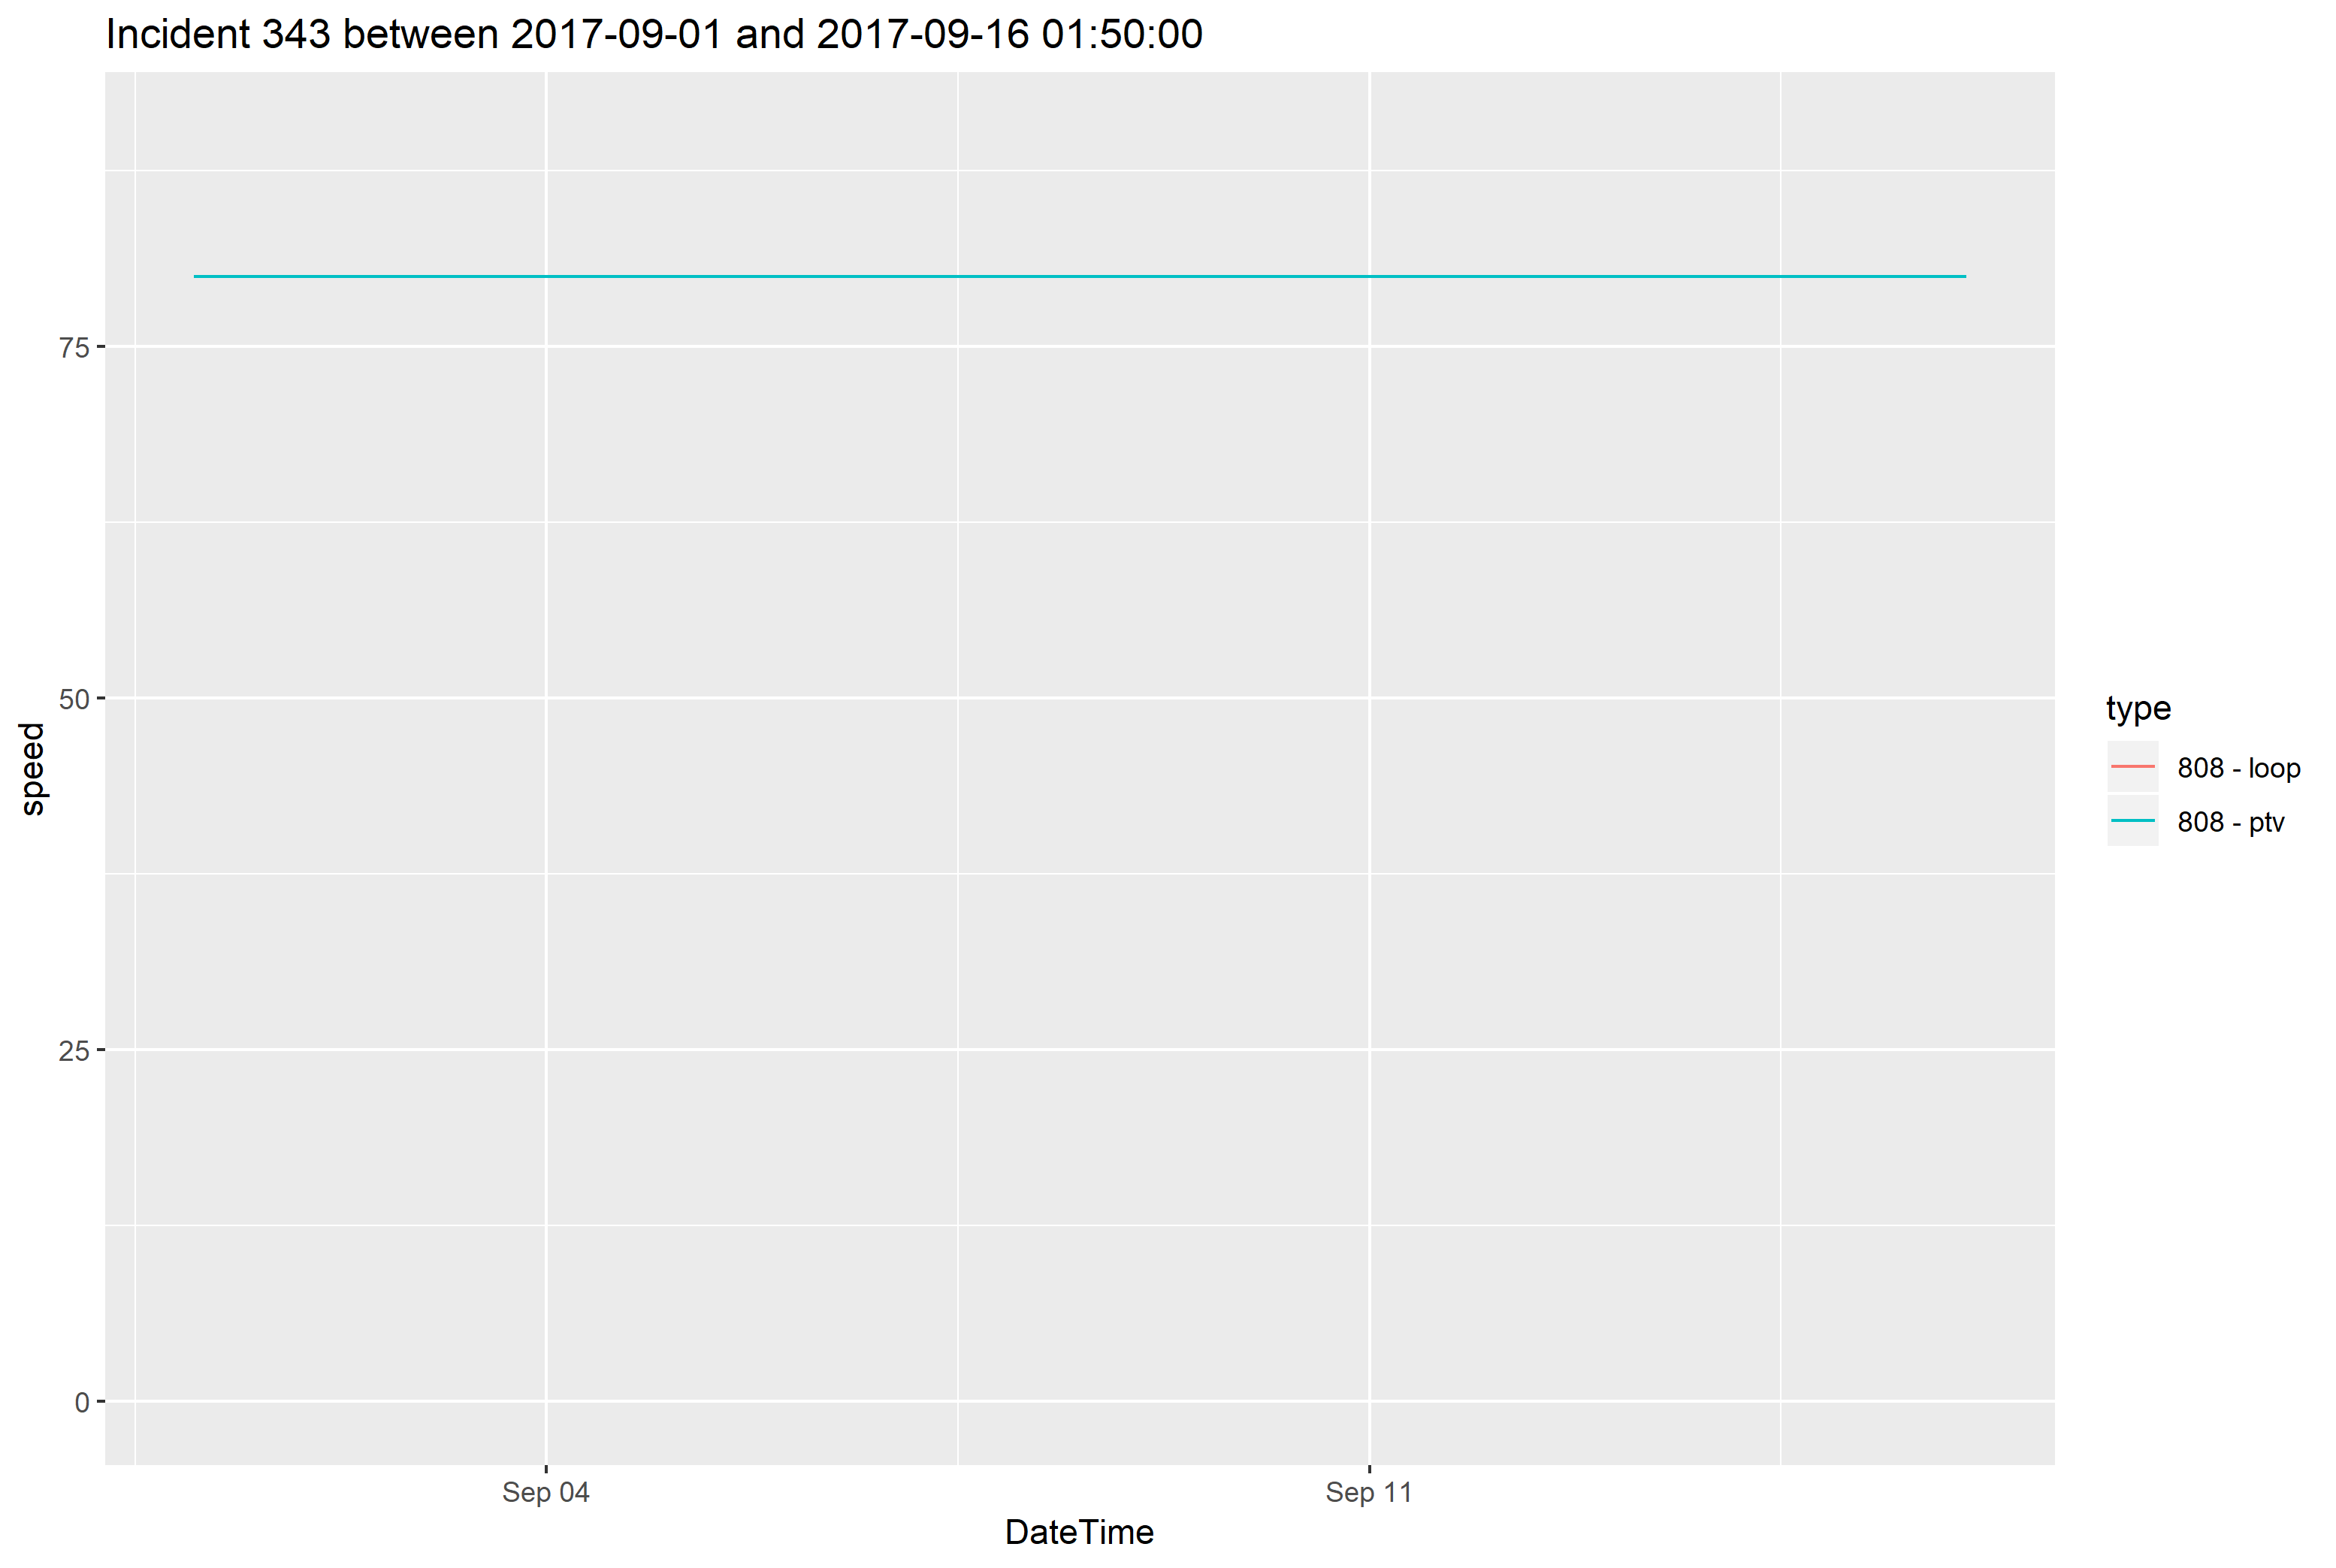 Incident 343 between 2017-09-01 and 2017-09-16 01:50:00
75
50
25
0
speed
Sep 04
Sep 11
DateTime
type
808 - loop
808 - ptv